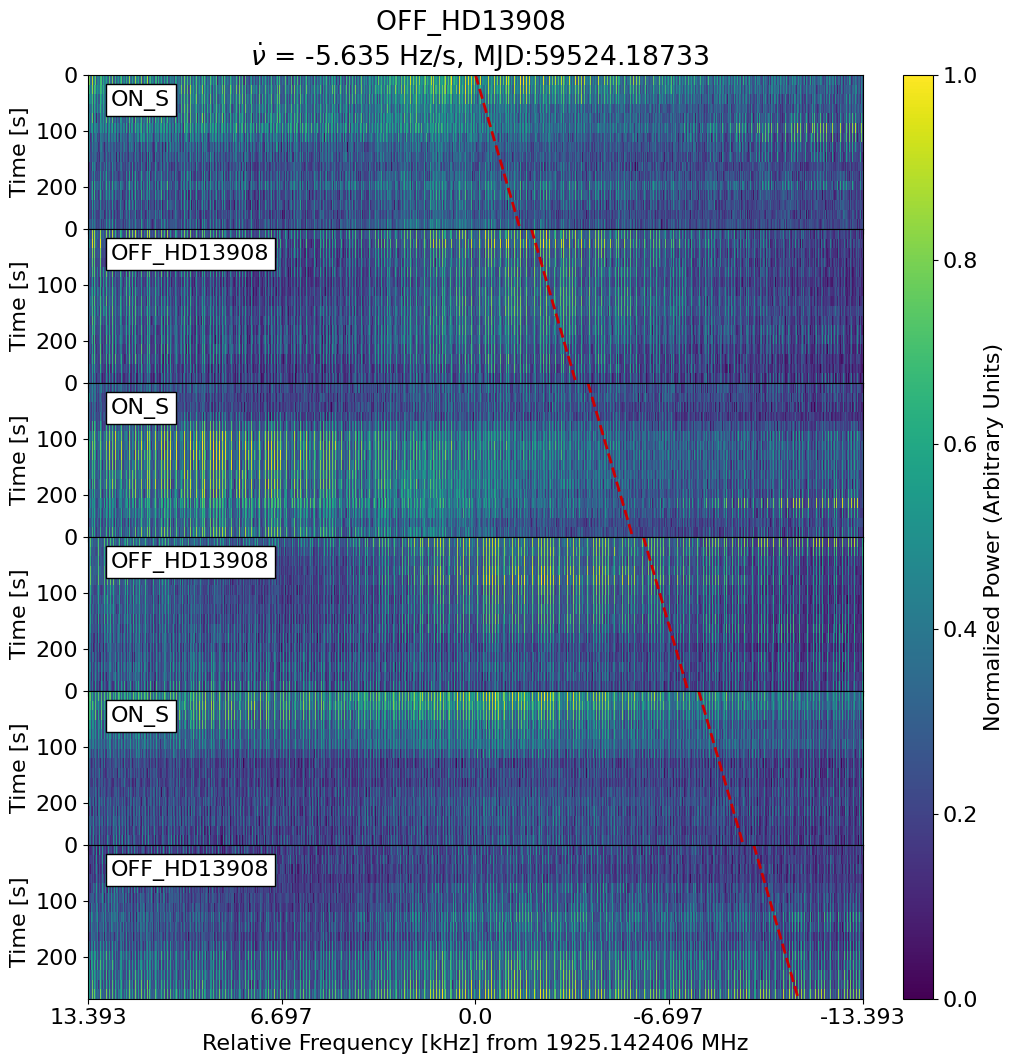 OFF_HD13908
ν̇ = -5.635 Hz/s, MJD:59524.18733
0
ON_S
100
200
Time [s]
0
OFF_HD13908
100
200
Time [s]
0
ON_S
100
200
Time [s]
0
OFF_HD13908
100
200
Time [s]
0
ON_S
100
200
Time [s]
0
OFF_HD13908
100
200
Time [s]
13.393 6.697 0.0 -6.697 -13.393
Relative Frequency [kHz] from 1925.142406 MHz
1.0
0.8
0.6
0.4
0.2
0.0
Normalized Power (Arbitrary Units)